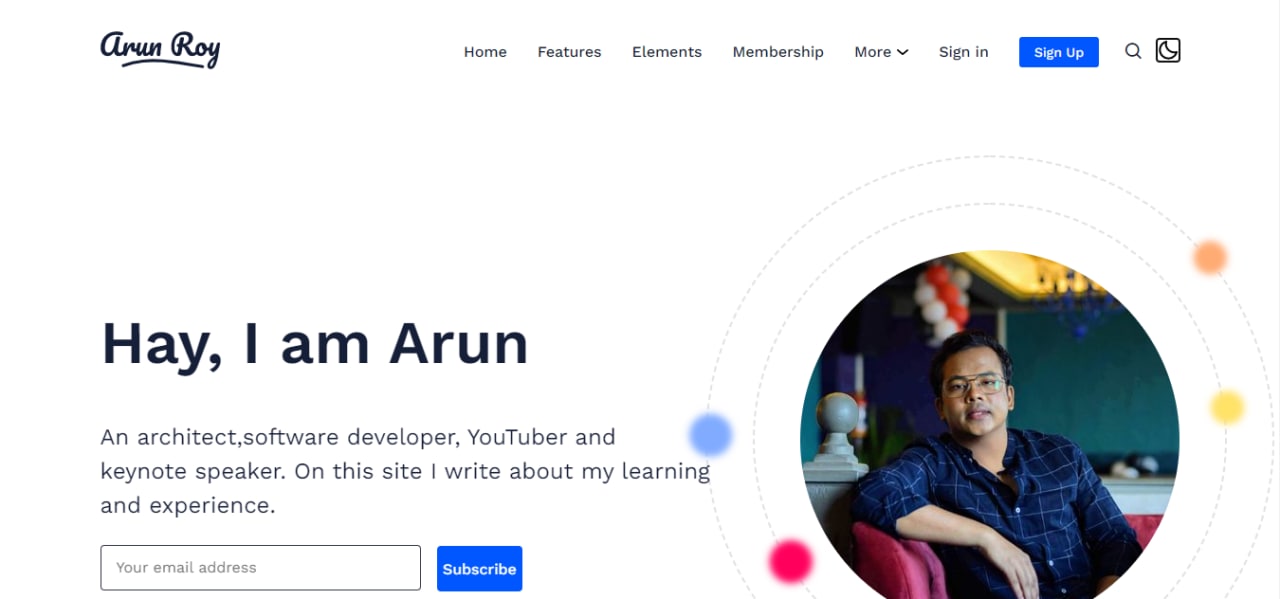 Arun Roy
Home Features Elements Membership More Sign in Sign Up
Hay, I am Arun
An architect,software developer, YouTuber and
keynote speaker. On this site I write about my learning
and experience.
Your email address Subscribe